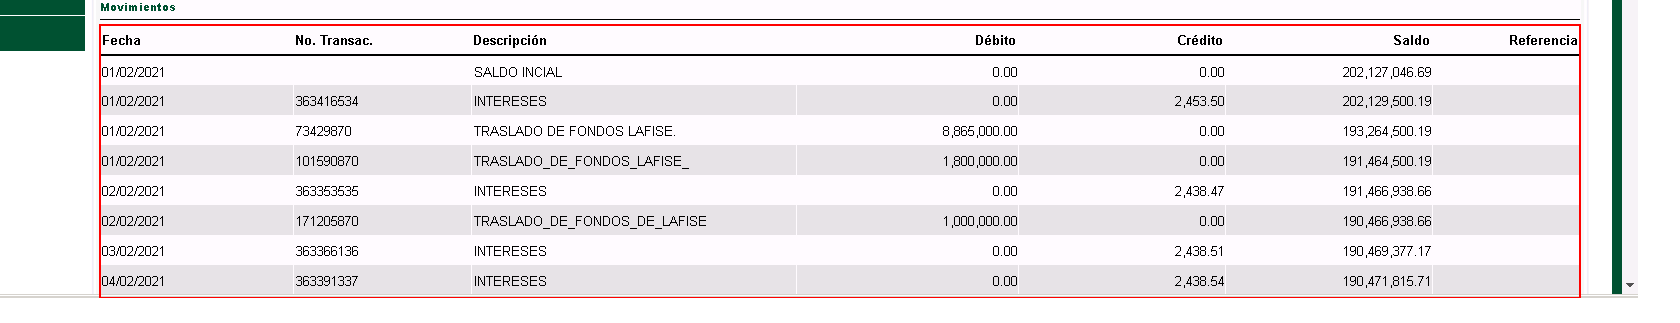 Movimientos
Fecha No. Transac. Descripción Débito Crédito Saldo Referencia
01/02/2021 SALDO INCIAL 0.00 0.00 202,127,046.69
01/02/2021 363416534 INTERESES 0.00 2,453.50 202,129,500.19
01/02/2021 73429870 TRASLADO DE FONDOS LAFISE. 8,865,000.00 0.00 193,264,500.19
01/02/2021 101590870 TRASLADO_DE_FONDOS_LAFISE_ 1,800,000.00 0.00 191,464,500.19
02/02/2021 363353535 INTERESES 0.00 2,438.47 191,466,938.66
02/02/2021 171205870 TRASLADO_DE_FONDOS_DE_LAFISE 1,000,000.00 0.00 190,466,938.66
03/02/2021 363366136 INTERESES 0.00 2,438.51 190,469,377.17
04/02/2021 363391337 INTERESES 0.00 2,438.54 190,471,815.71